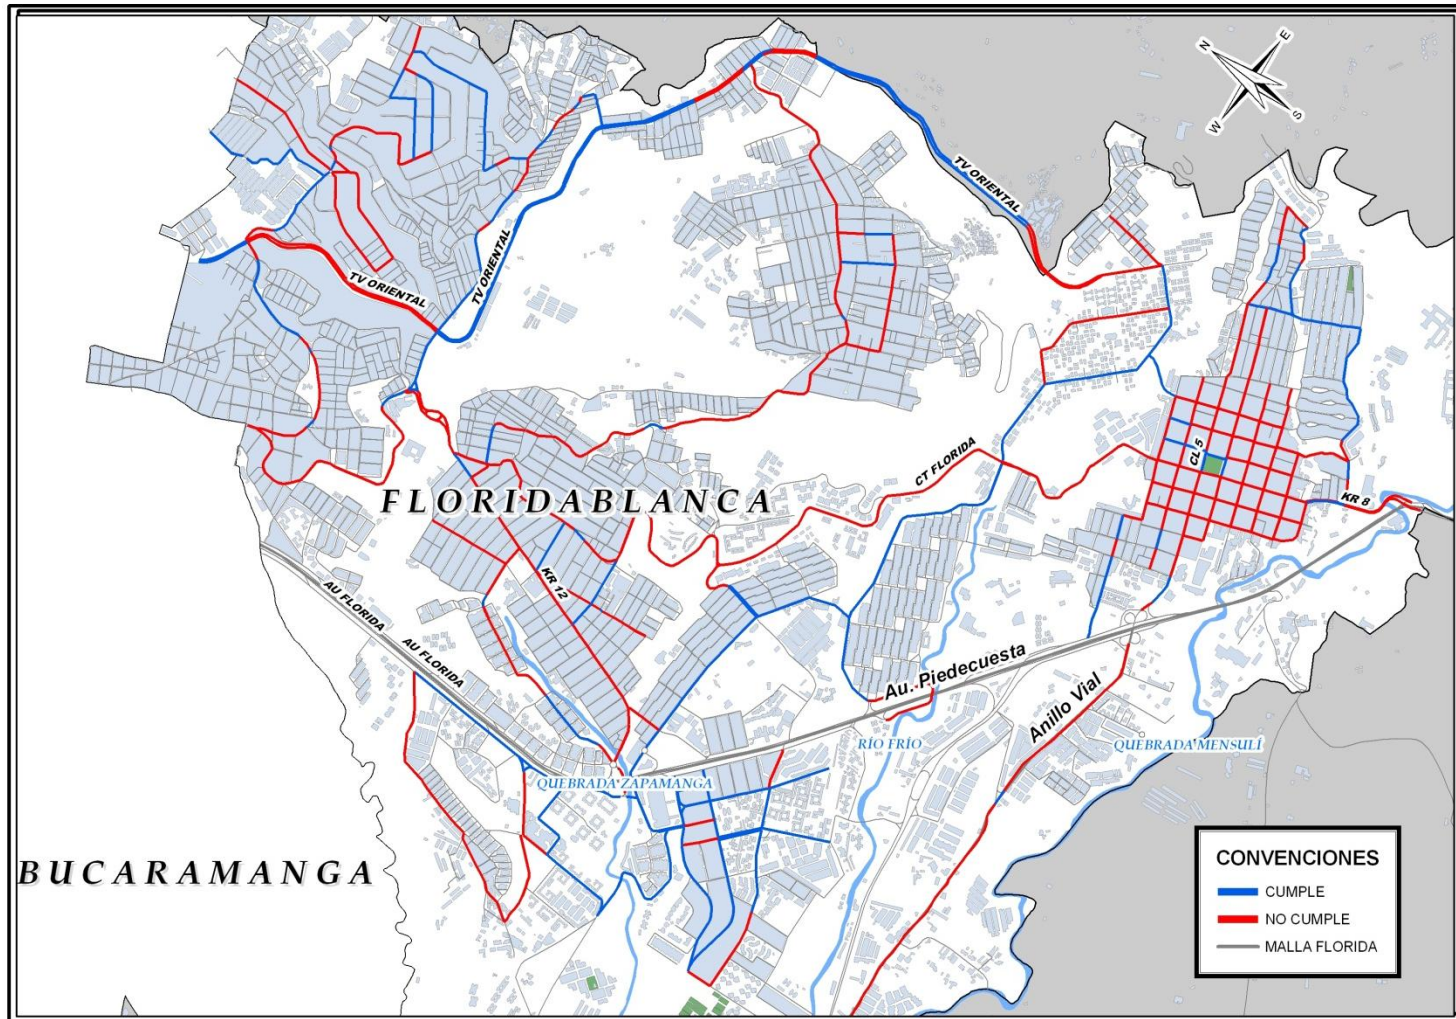 N
E
W
S
TV ORIENTAL
TV ORIENTAL
TV ORIENTAL
CL 5
CT FLORIDA
FLORIDABLANCA
KR 8
KR 12
AU FLORIDA
AU FLORIDA
Au. Piedecuesta
Anillo Vial
RÍO FRÍO
QUEBRADA MENSULÍ
QUEBRADA ZAPAMANGA
BUCARAMANGA
CONVENCIONES
CUMPLE
NO CUMPLE
MALLA FLORIDA